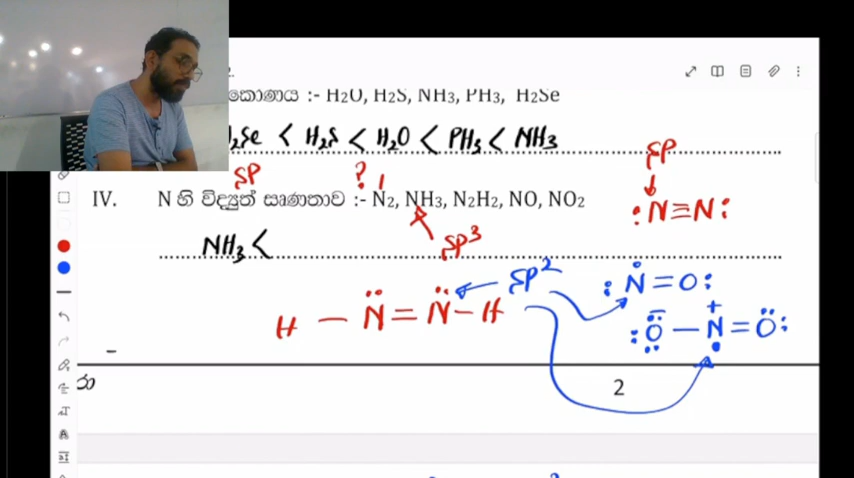 කෝණය :- H2O, H2S, NH3, PH3, H2Se
H₂Se < H₂S < H₂O < PH₃ < NH₃
SP
SP
?
IV. N හි විද්‍යුත් සෘණතාව :- N2, NH3, N2H2, NO, NO2
:N≡N:
NH₃ <
SP³
SP²
:N=O:
H — N = N – H
:O – N⁺ = O:
2